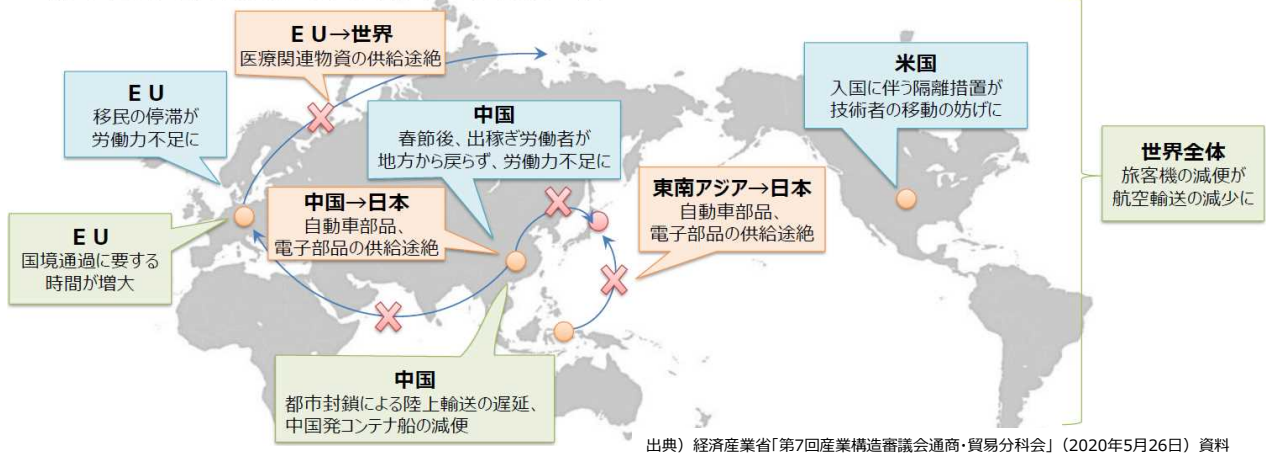 ＥＵ→世界
医療関連物資の供給途絶
ＥＵ
移民の停滞が
労働力不足に
中国
春節後、出稼ぎ労働者が
地方から戻らず、労働力不足に
米国
入国に伴う隔離措置が
技術者の移動の妨げに
世界全体
旅客機の減便が
航空輸送の減少に
中国→日本
自動車部品、
電子部品の供給途絶
東南アジア→日本
自動車部品、
電子部品の供給途絶
ＥＵ
国境通過に要する
時間が増大
中国
都市封鎖による陸上輸送の遅延、
中国発コンテナ船の減便
出典）経済産業省「第7回産業構造審議会通商・貿易分科会」（2020年5月26日）資料